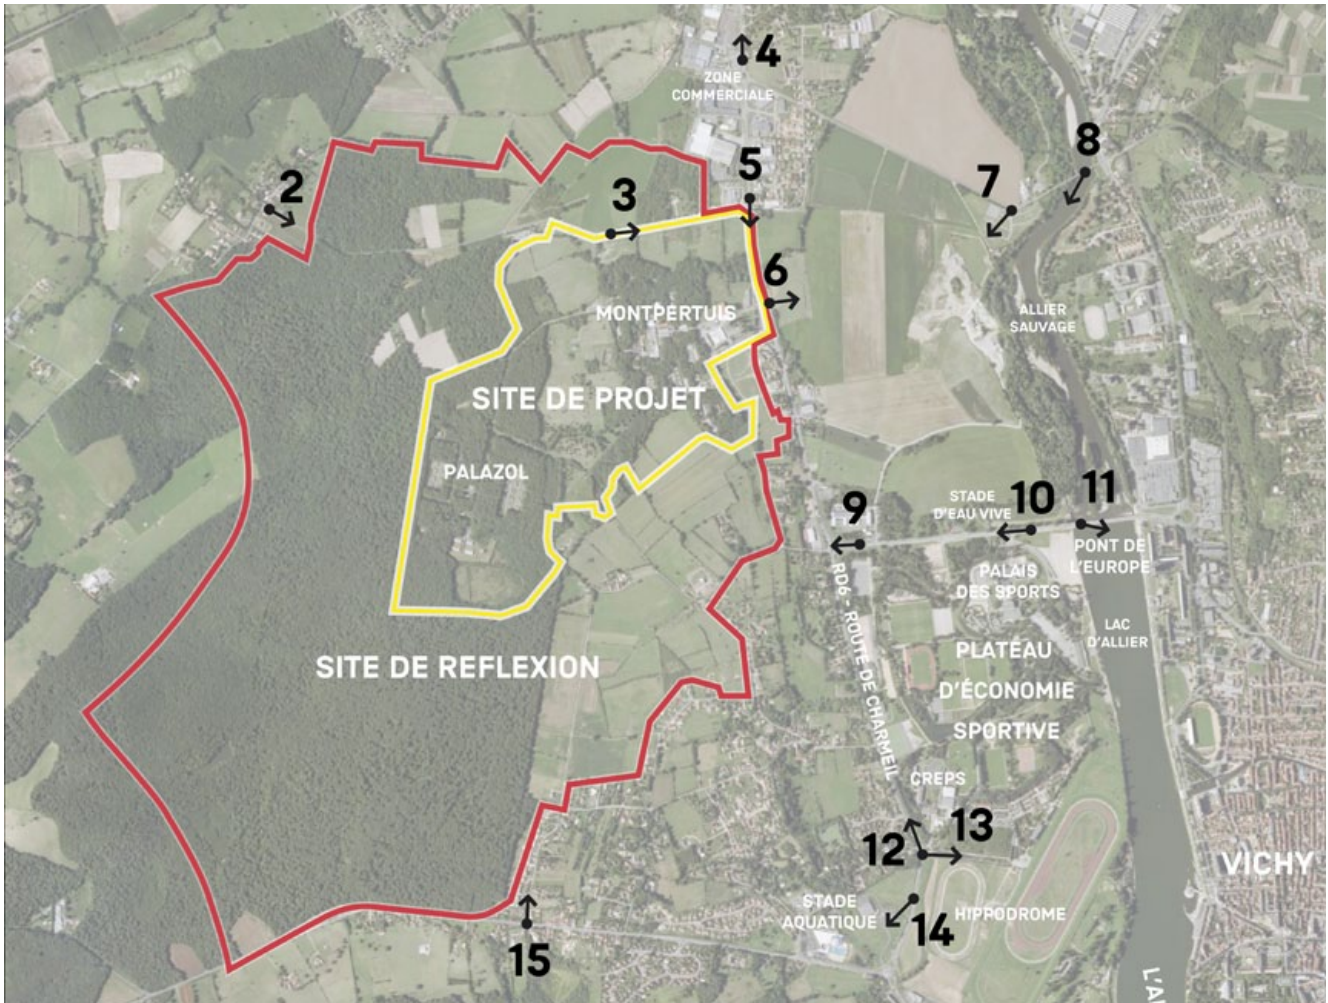 4
ZONE
COMMERCIALE
8
5
7
2
3
6
MONTPERTUIS
ALLIER
SAUVAGE
SITE DE PROJET
PALAZOL
9
STADE
D'EAU VIVE
10
11
PONT DE
L'EUROPE
PALAIS
DES SPORTS
RD6 - ROUTE DE CHARMEIL
LAC
D'ALLIER
SITE DE REFLEXION
PLATÉAU
D'ÉCONOMIE
SPORTIVE
CREPS
12
13
VICHY
STADE
AQUATIQUE
14
HIPPODROME
15
L'A